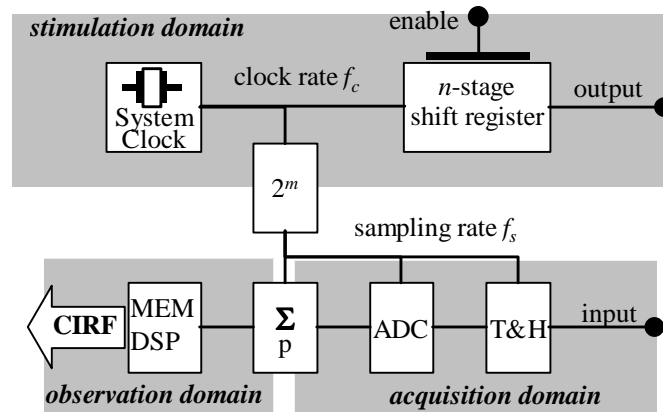 stimulation domain
enable
clock rate f_c
System
Clock
n-stage
shift register
output
2^m
sampling rate f_s
CIRF
MEM
DSP
Σ
p
ADC
T&H
input
observation domain
acquisition domain